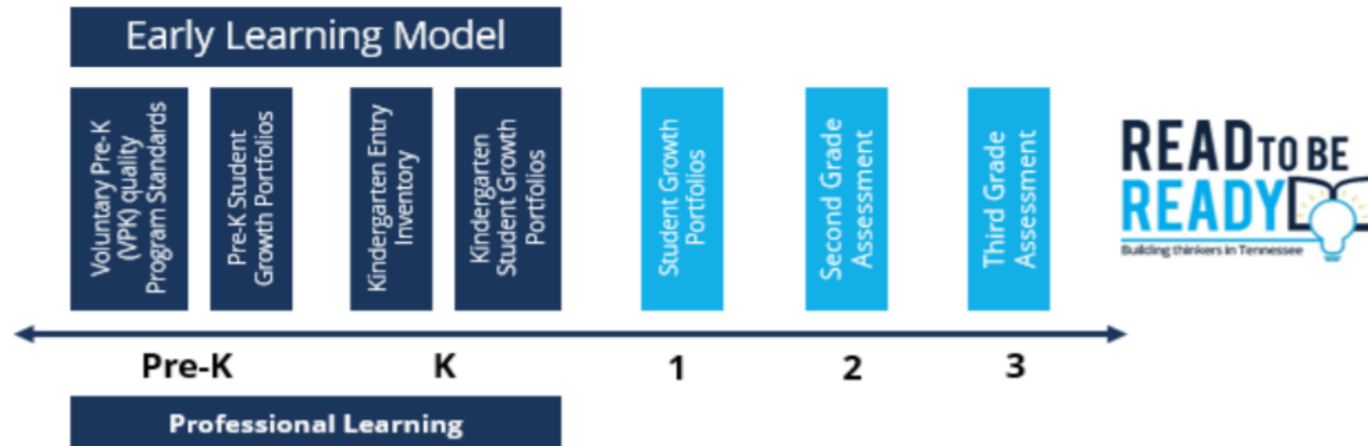 Early Learning Model
Voluntary Pre-K
(VPK) quality
Program Standards
Pre-K Student
Growth Portfolios
Kindergarten Entry
Inventory
Kindergarten
Student Growth
Portfolios
Student Growth
Portfolios
Second Grade
Assessment
Third Grade
Assessment
READ TO BE
READY
Building thinkers in Tennessee
Pre-K K 1 2 3
Professional Learning